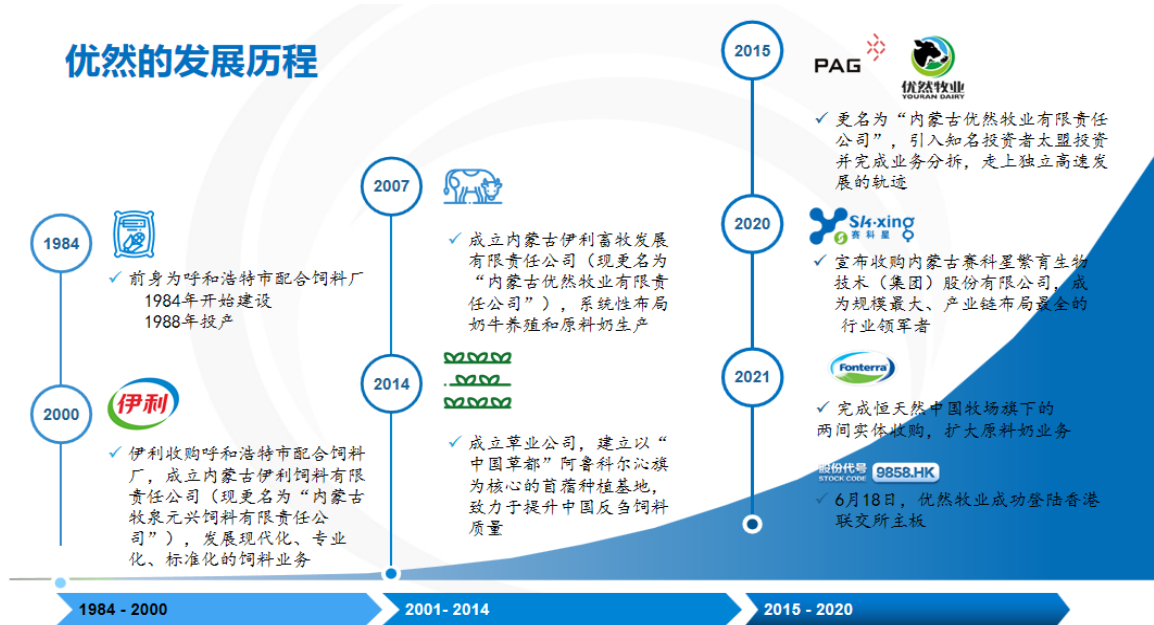 优然的发展历程
1984
前身为呼和浩特市配合饲料厂
1984年开始建设
1988年投产
2000
伊利
伊利收购呼和浩特市配合饲料
厂，成立内蒙古伊利饲料有限
责任公司（现更名为“内蒙古
牧泉元兴饲料有限责任公
司”），发展现代化、专业
化、标准化的饲料业务
2007
成立内蒙古伊利畜牧发展
有限责任公司（现更名为
“内蒙古优然牧业有限责
任公司”），系统性布局
奶牛养殖和原料奶生产
2014
成立草业公司，建立以“
中国草都”阿鲁科尔沁旗
为核心的苜蓿种植基地，
致力于提升中国反刍饲料
质量
2015
PAG
优然牧业
YOURAN DAIRY
更名为“内蒙古优然牧业有限责任
公司”，引入知名投资者太盟投资
并完成业务分拆，走上独立高速发
展的轨迹
2020
Sk·xing
赛科星
宣布收购内蒙古赛科星繁育生物
技术（集团）股份有限公司，成
为规模最大、产业链布局最全的
行业领军者
2021
Fonterra
完成恒天然中国牧场旗下的
两间实体收购，扩大原料奶业务
股份代号
STOCK CODE
9858.HK
6月18日，优然牧业成功登陆香港
联交所主板
1984 - 2000
2001- 2014
2015 - 2020